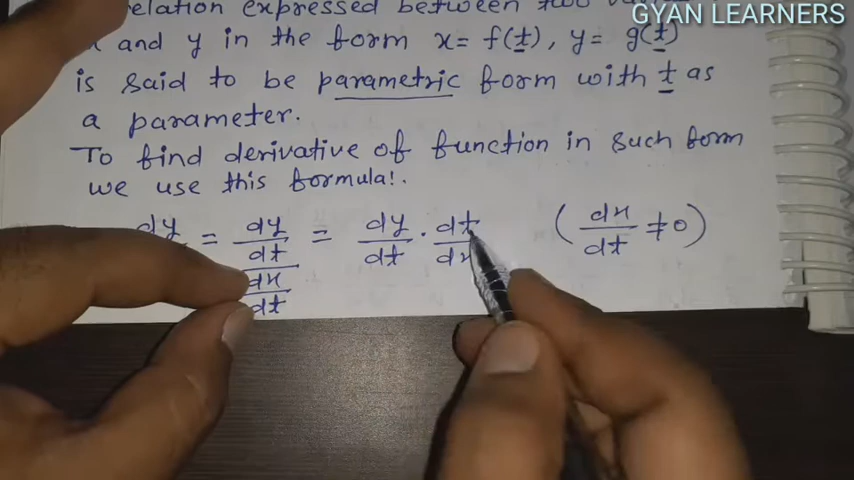 relation expressed between two
GYAN LEARNERS
and y in the form x= f(t), y= g(t)
is said to be parametric form with t as
a parameter.
To find derivative of function in such form
we use this formula!.
dy = dy/dt / dx/dt = dy/dt . dt/dx (dx/dt ≠0)